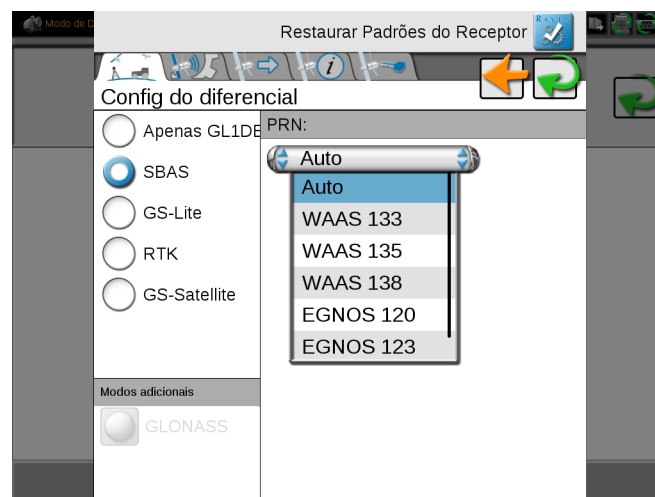 Modo de D
Restaurar Padrões do Receptor
RAVEN
Config do diferencial
Apenas GL1DE
SBAS
GS-Lite
RTK
GS-Satellite
Modos adicionais
GLONASS
PRN:
Auto
Auto
WAAS 133
WAAS 135
WAAS 138
EGNOS 120
EGNOS 123